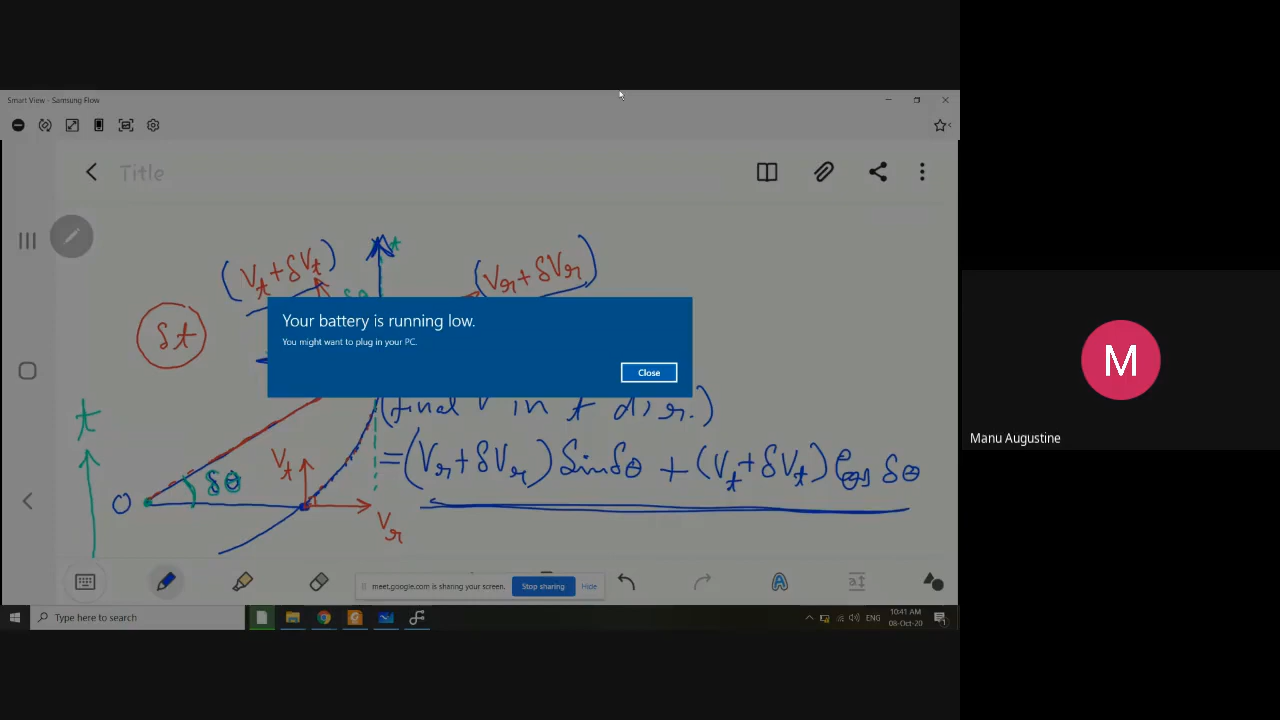 Smart View - Samsung Flow
Title
(Vt+δVt)
t
(Vr+δVr)
δθ
δt
Your battery is running low.
You might want to plug in your PC.
Close
(final V in t dir.)
t
=(Vr+δVr) Sinδθ + (Vt+δVt) Cos δθ
Vt
δθ
O
Vr
meet.google.com is sharing your screen.
Stop sharing
Hide
Type here to search
ENG
10:41 AM
08-Oct-20
M
Manu Augustine